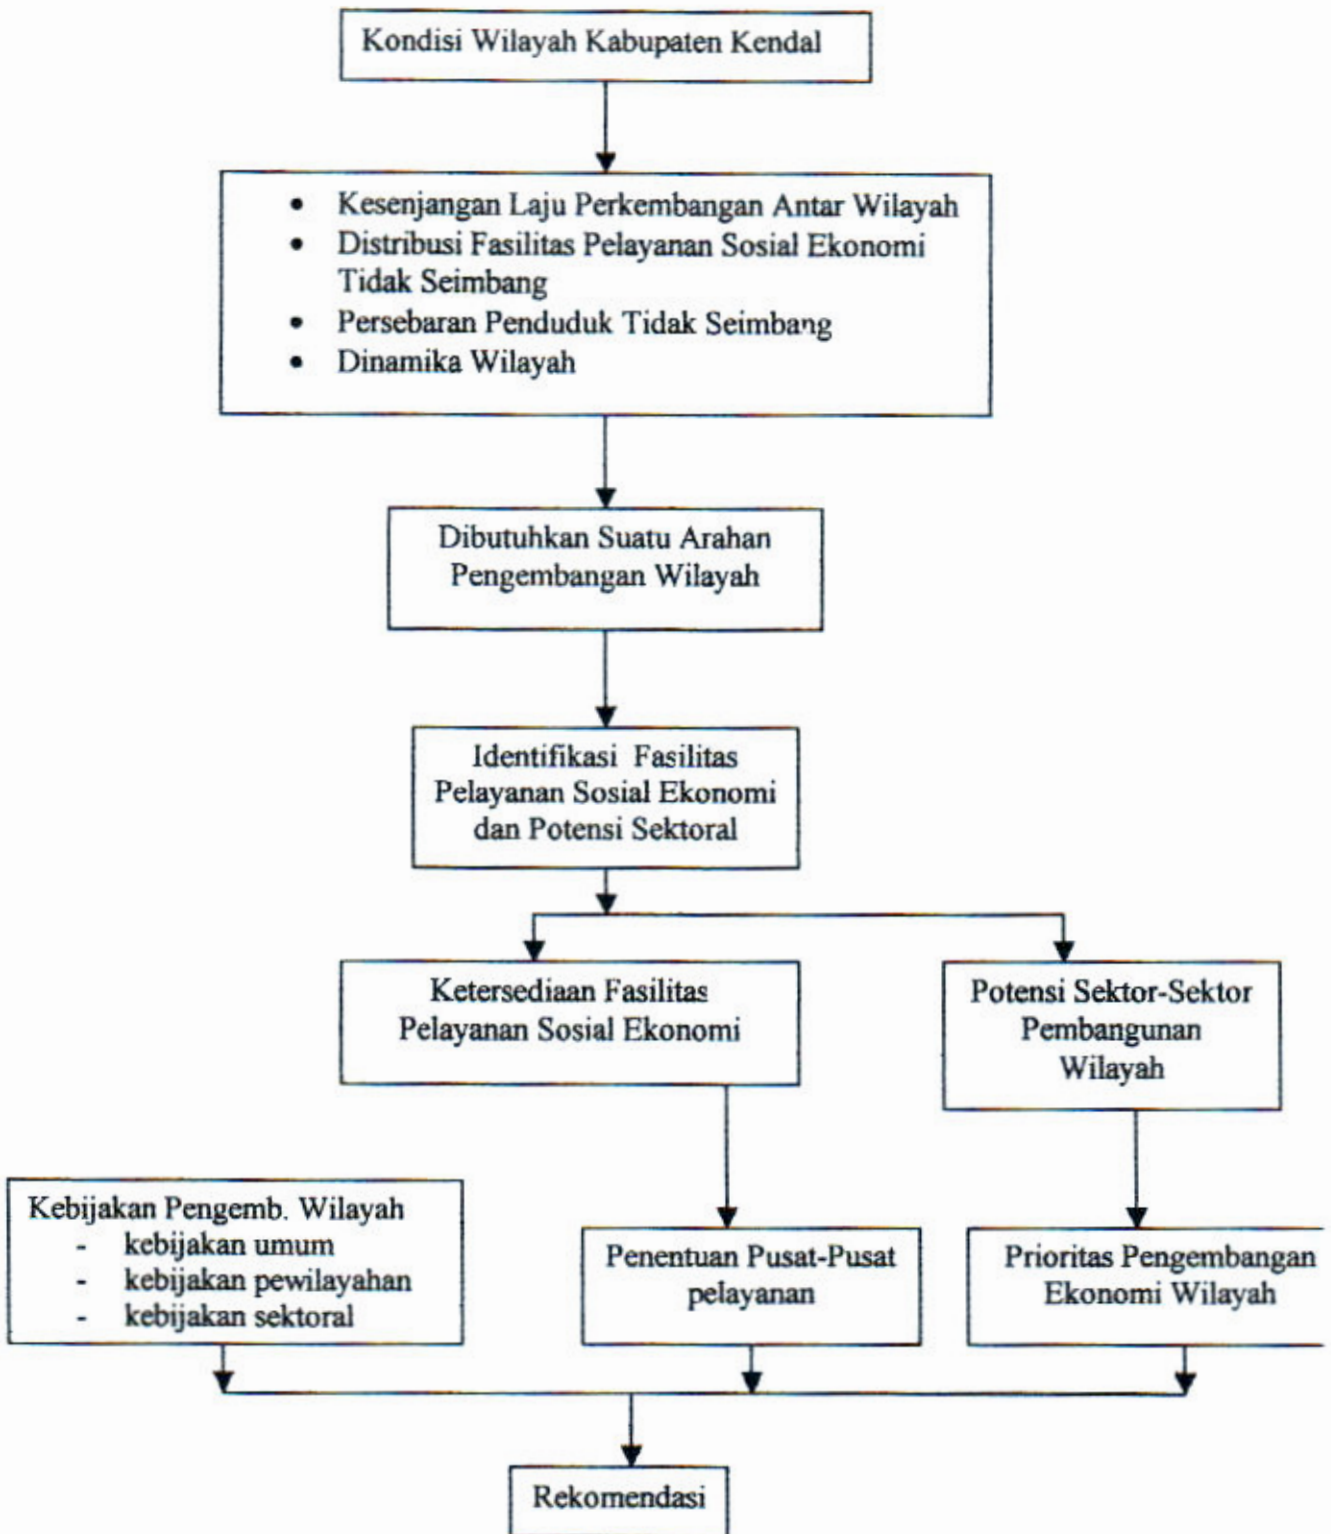 Kondisi Wilayah Kabupaten Kendal
• Kesenjangan Laju Perkembangan Antar Wilayah
• Distribusi Fasilitas Pelayanan Sosial Ekonomi
Tidak Seimbang
• Persebaran Penduduk Tidak Seimbang
• Dinamika Wilayah
Dibutuhkan Suatu Arahan
Pengembangan Wilayah
Identifikasi Fasilitas
Pelayanan Sosial Ekonomi
dan Potensi Sektoral
Ketersediaan Fasilitas
Pelayanan Sosial Ekonomi
Potensi Sektor-Sektor
Pembangunan
Wilayah
Kebijakan Pengemb. Wilayah
- kebijakan umum
- kebijakan pewilayahan
- kebijakan sektoral
Penentuan Pusat-Pusat
pelayanan
Prioritas Pengembangan
Ekonomi Wilayah
Rekomendasi